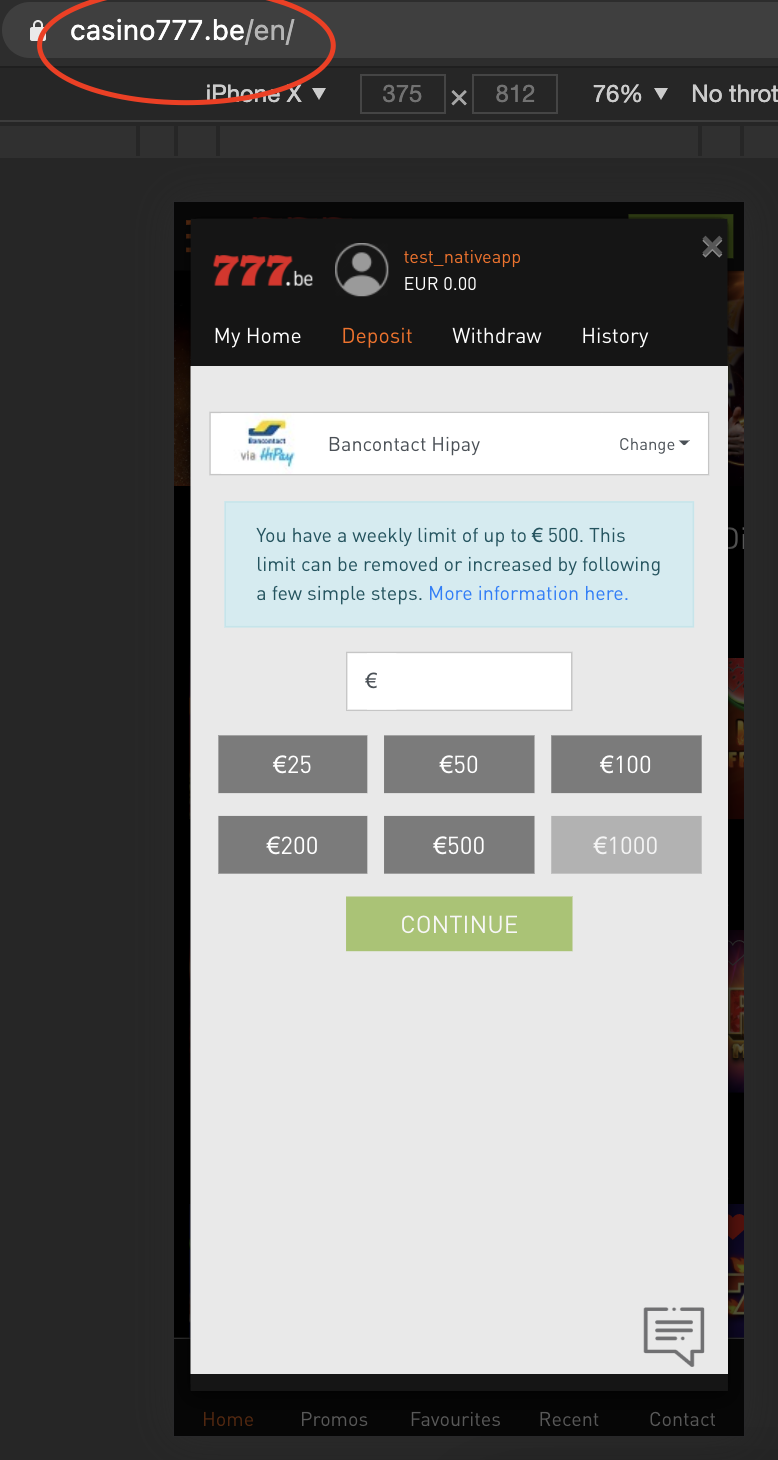 casino777.be/en/
iPhone X ▼ 375 × 812 76% ▼ No throt
777.be
test_nativeapp
EUR 0.00
My Home Deposit Withdraw History
Bancontact
via HiPay
Bancontact Hipay
Change
You have a weekly limit of up to € 500. This
limit can be removed or increased by following
a few simple steps. More information here.
€
€25 €50 €100
€200 €500 €1000
CONTINUE
Home Promos Favourites Recent Contact